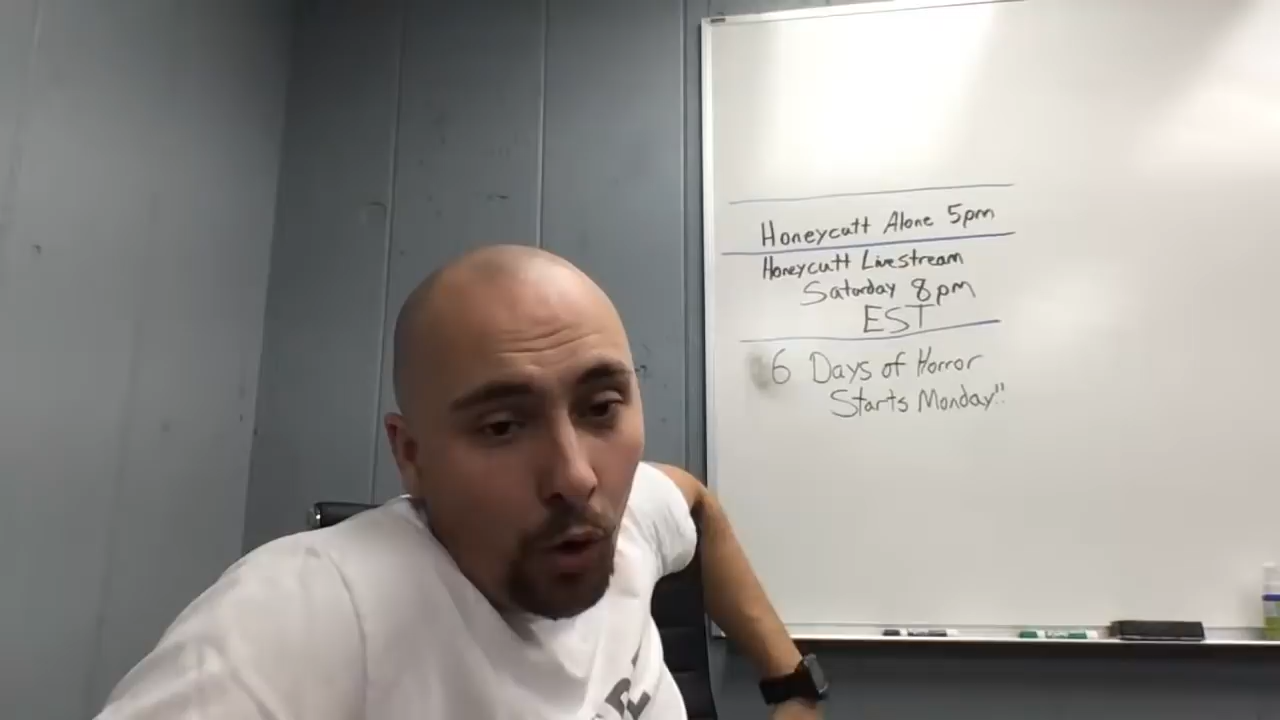 Honeycutt Alone 5pm
Honeycutt Livestream
Saturday 8pm
EST
6 Days of Horror
Starts Monday!!